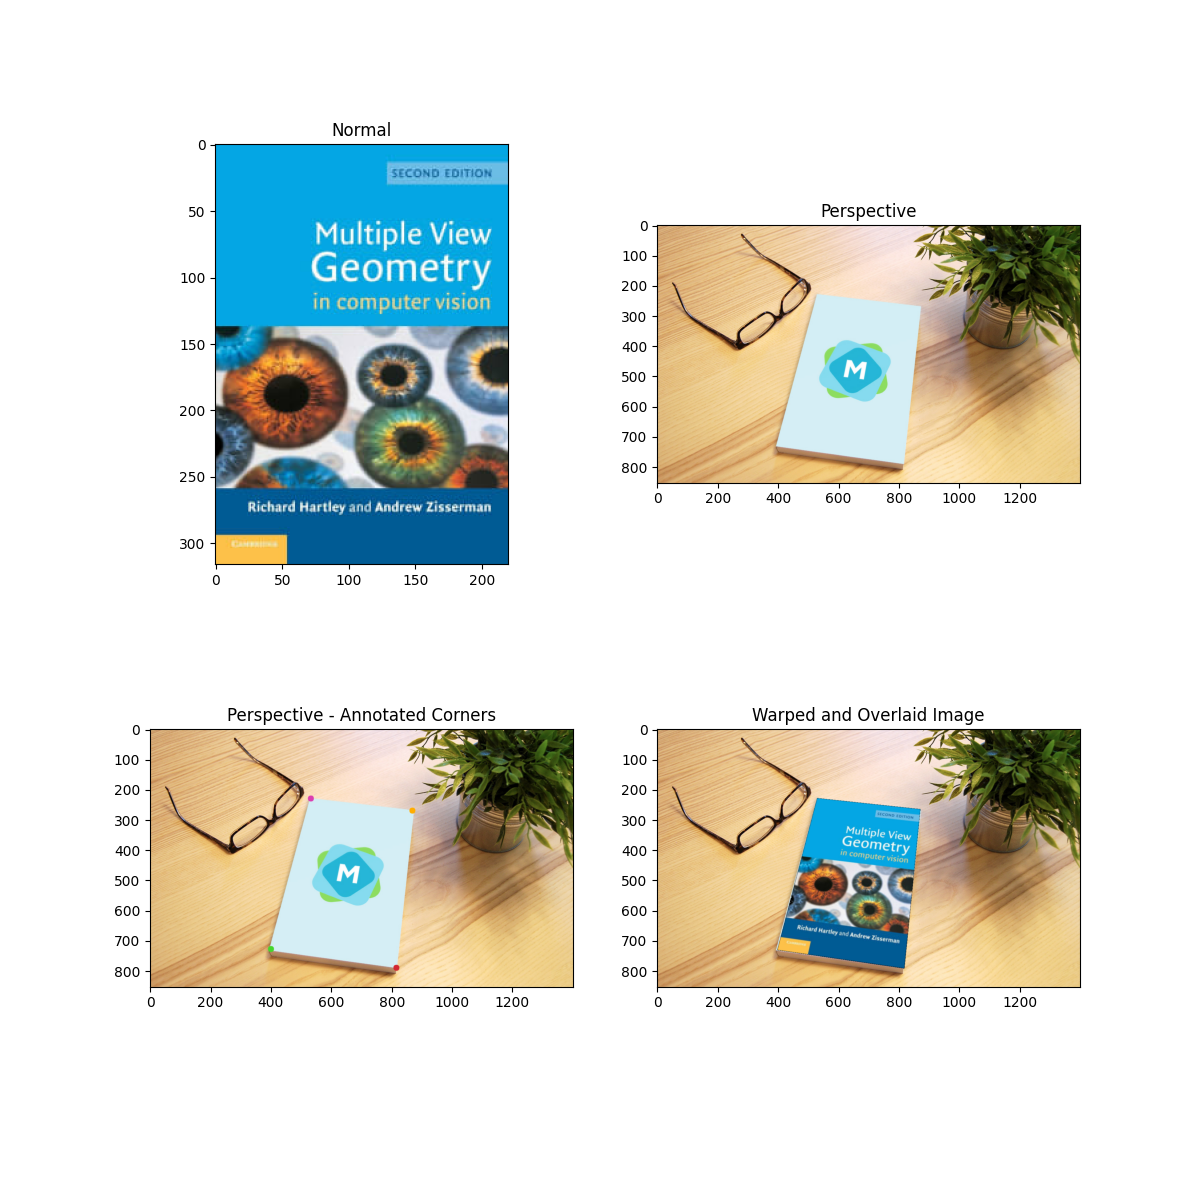 Normal
0
50
100
150
200
250
300
0 50 100 150 200
SECOND EDITION
Multiple View
Geometry
in computer vision
Richard Hartley and Andrew Zisserman
CAMBRIDGE
Perspective
0
100
200
300
400
500
600
700
800
0 200 400 600 800 1000 1200
M
Perspective - Annotated Corners
0
100
200
300
400
500
600
700
800
0 200 400 600 800 1000 1200
M
Warped and Overlaid Image
0
100
200
300
400
500
600
700
800
0 200 400 600 800 1000 1200
SECOND EDITION
Multiple View
Geometry
in computer vision
Richard Hartley and Andrew Zisserman